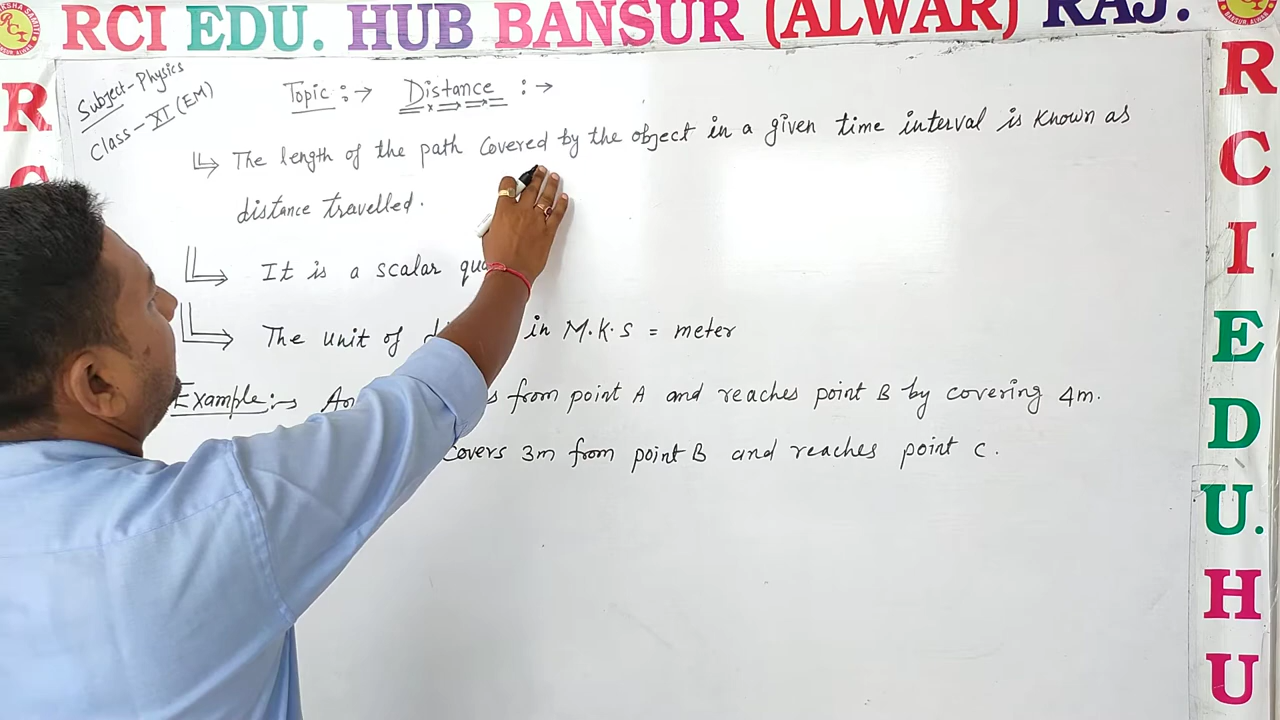 RCI EDU. HUB BANSUR (ALWAR) RAJ.
Subject-Physics
Class-XI (EM)
Topic:→ Distance :→
The length of the path Covered by the object in a given time interval is known as
distance travelled.
It is a scalar
The unit of in M.K.S = meter
Example:→ from point A and reaches point B by covering 4m.
covers 3m from point B and reaches point C.
R
R
C
I
E
D
U.
H
U